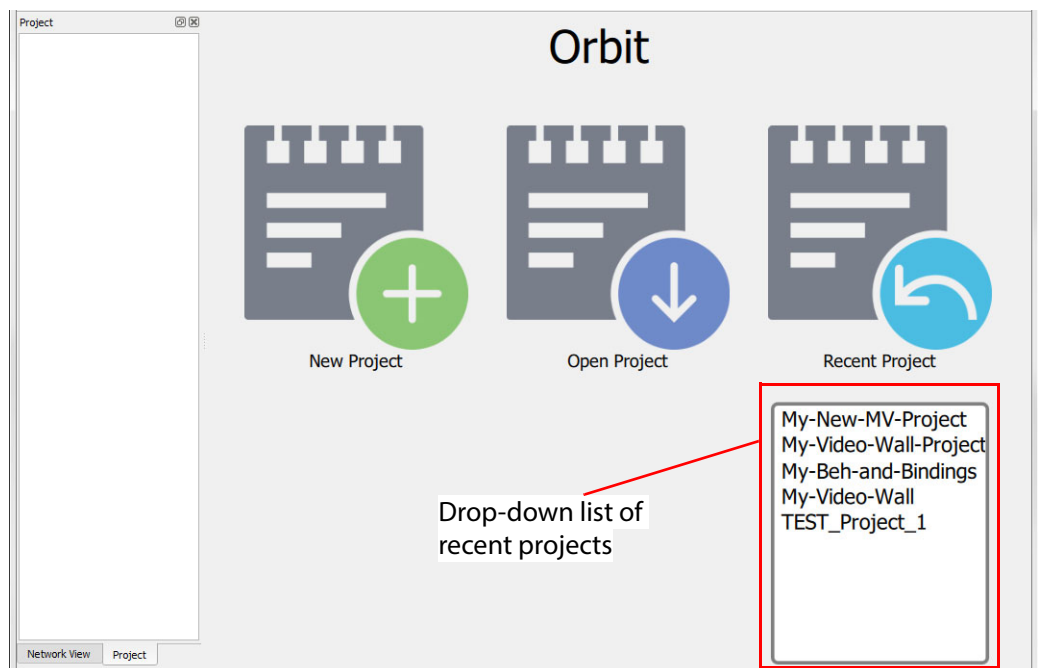 Project
Orbit
New Project
Open Project
Recent Project
My-New-MV-Project
My-Video-Wall-Project
My-Beh-and-Bindings
My-Video-Wall
TEST_Project_1
Drop-down list of
recent projects
Network View
Project